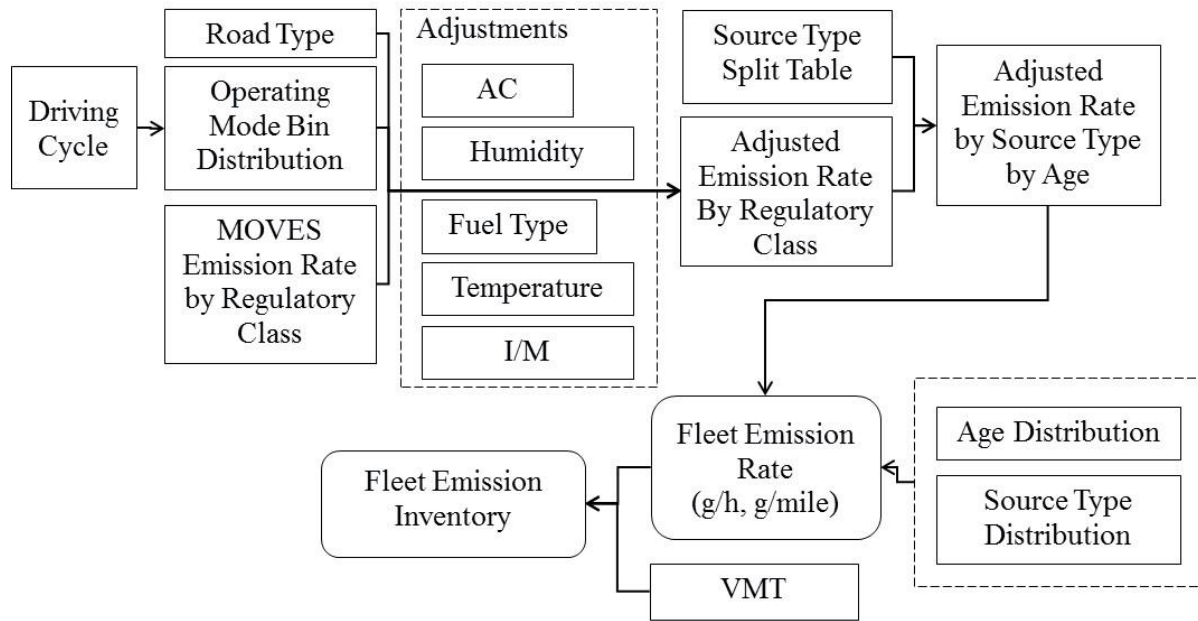 Road Type
Driving
Cycle
Operating
Mode Bin
Distribution
MOVES
Emission Rate
by Regulatory
Class
Adjustments
AC
Humidity
Fuel Type
Temperature
I/M
Source Type
Split Table
Adjusted
Emission Rate
By Regulatory
Class
Adjusted
Emission Rate
by Source Type
by Age
Fleet Emission
Rate
(g/h, g/mile)
Age Distribution
Source Type
Distribution
Fleet Emission
Inventory
VMT